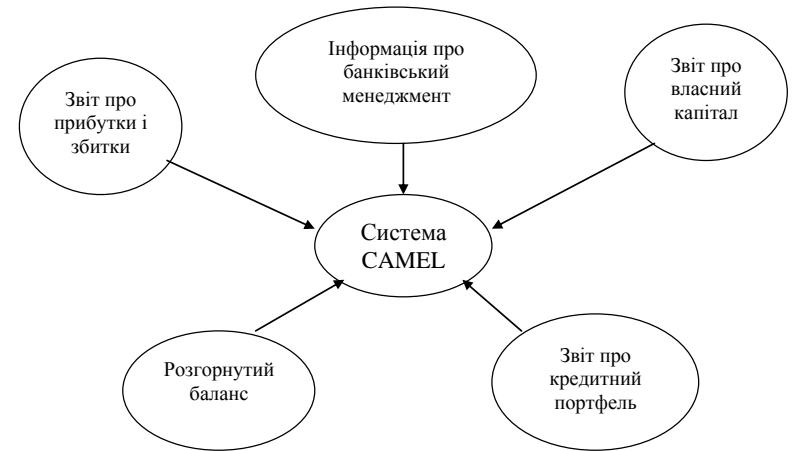 Інформація про
банківський
менеджмент
Звіт про
власний
капітал
Звіт про
прибутки і
збитки
Система
CAMEL
Розгорнутий
баланс
Звіт про
кредитний
портфель